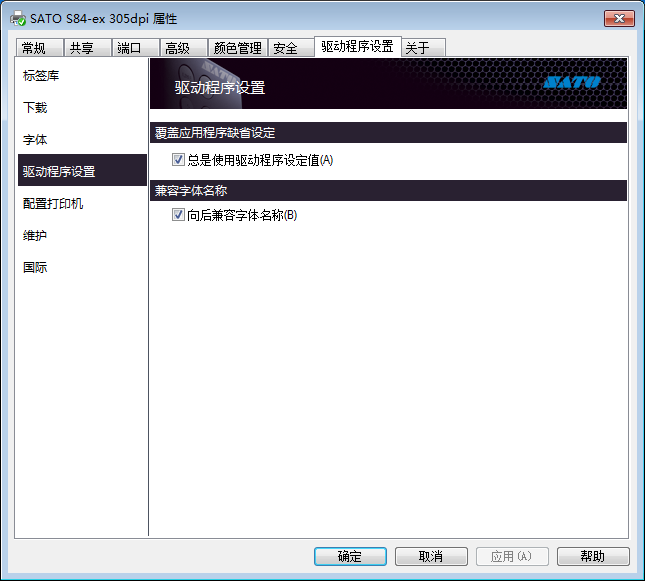 SATO S84-ex 305dpi 属性
常规 共享 端口 高级 颜色管理 安全 驱动程序设置 关于
标签库
下载
字体
驱动程序设置
配置打印机
维护
国际
驱动程序设置
SATO
覆盖应用程序缺省设定
总是使用驱动程序设定值(A)
兼容字体名称
向后兼容字体名称(B)
确定 取消 应用(A) 帮助